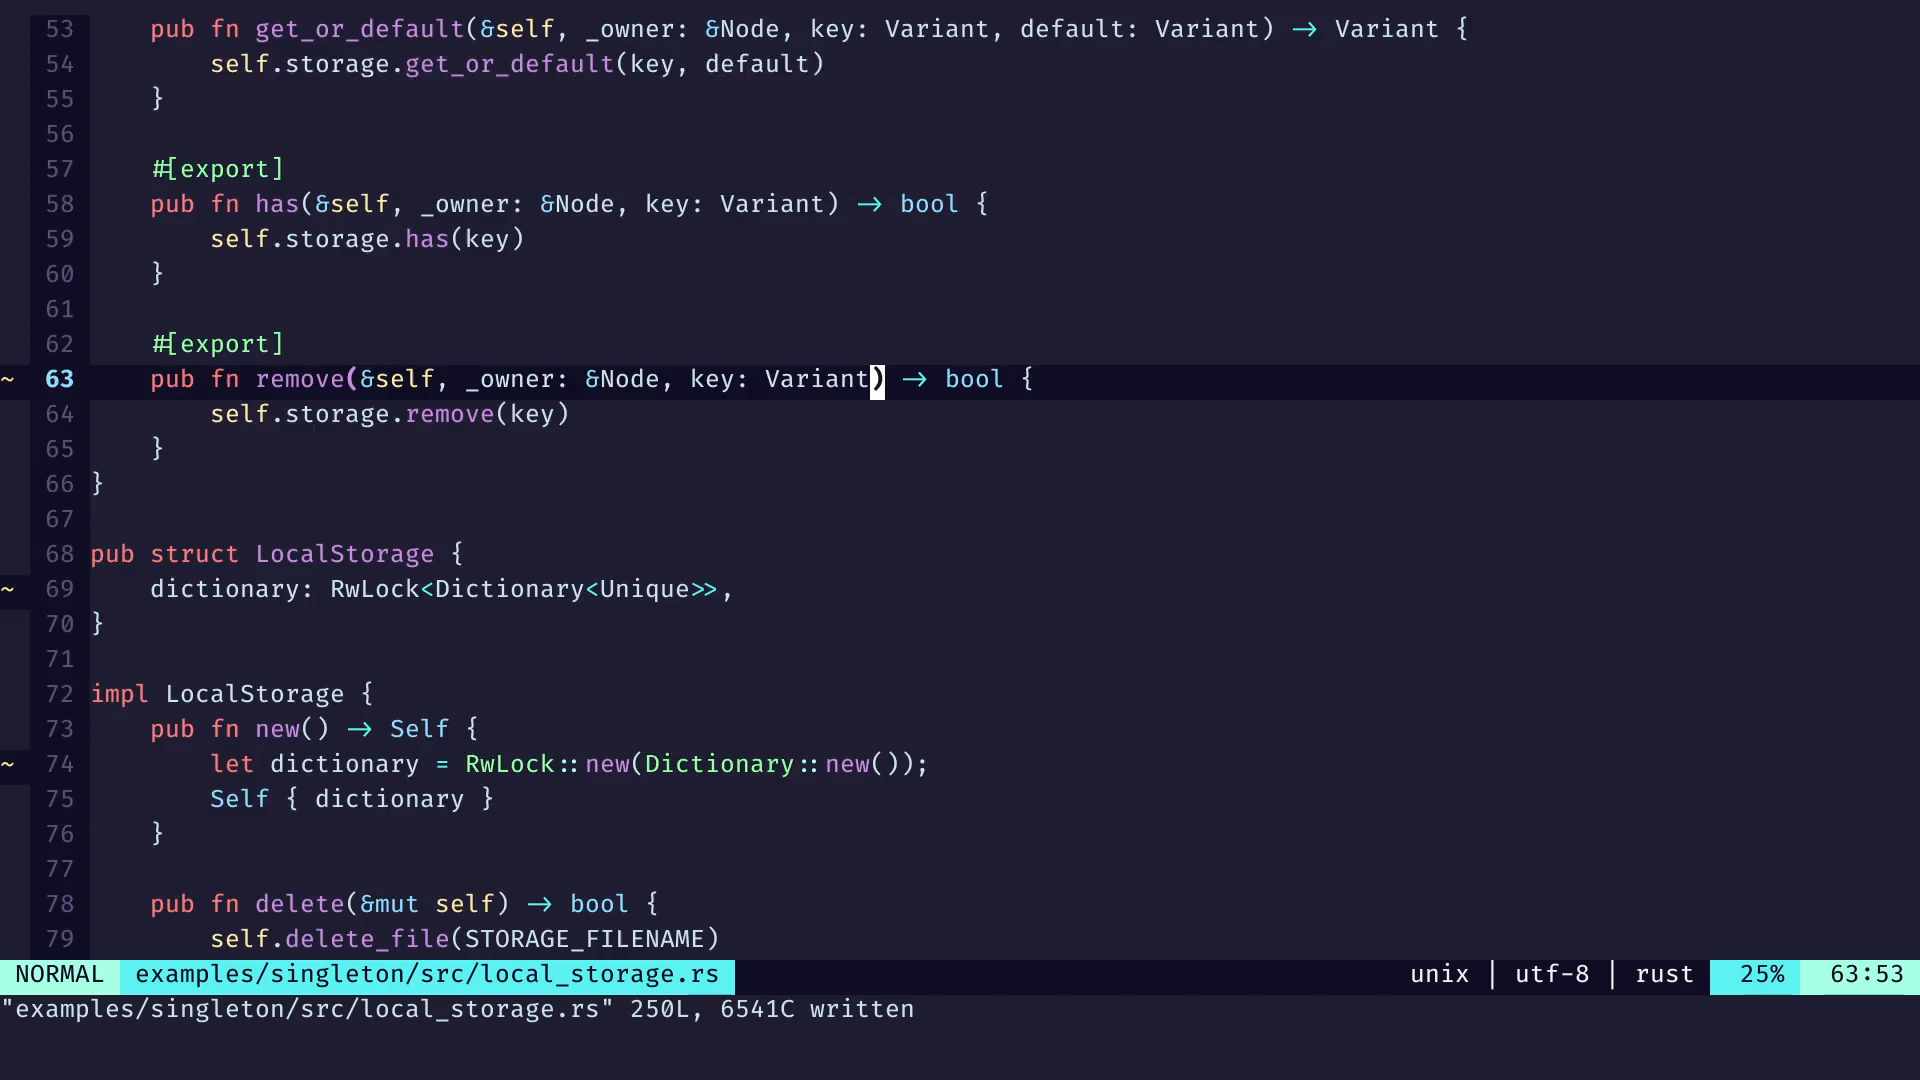 53     pub fn get_or_default(&self, _owner: &Node, key: Variant, default: Variant) -> Variant {
54         self.storage.get_or_default(key, default)
55     }
56
57     #[export]
58     pub fn has(&self, _owner: &Node, key: Variant) -> bool {
59         self.storage.has(key)
60     }
61
62     #[export]
~ 63     pub fn remove(&self, _owner: &Node, key: Variant) -> bool {
64         self.storage.remove(key)
65     }
66 }
67
68 pub struct LocalStorage {
~ 69     dictionary: RwLock<Dictionary<Unique>>,
70 }
71
72 impl LocalStorage {
73     pub fn new() -> Self {
~ 74         let dictionary = RwLock::new(Dictionary::new());
75         Self { dictionary }
76     }
77
78     pub fn delete(&mut self) -> bool {
79         self.delete_file(STORAGE_FILENAME)
NORMAL examples/singleton/src/local_storage.rs unix | utf-8 | rust 25% 63:53
"examples/singleton/src/local_storage.rs" 250L, 6541C written